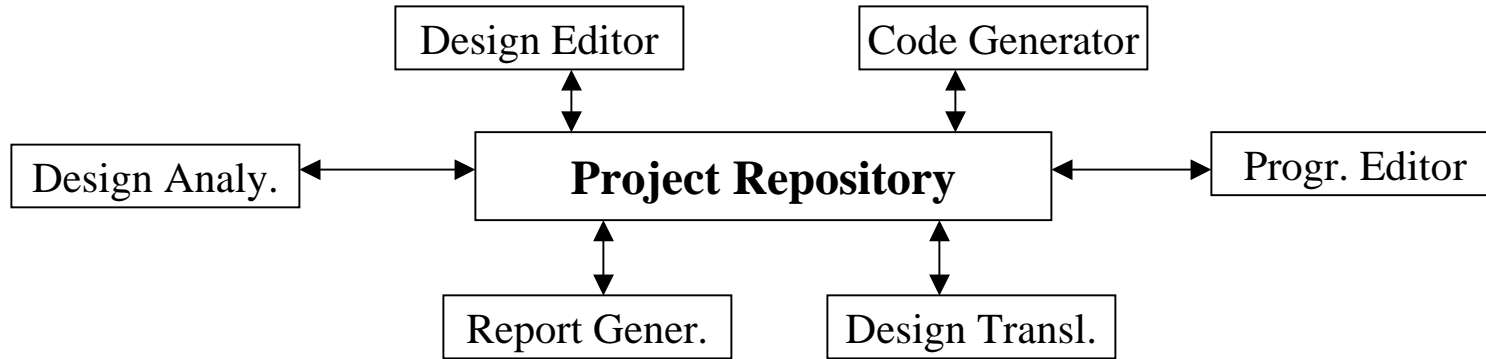 Design Editor
Code Generator
Design Analy.
Project Repository
Progr. Editor
Report Gener.
Design Transl.